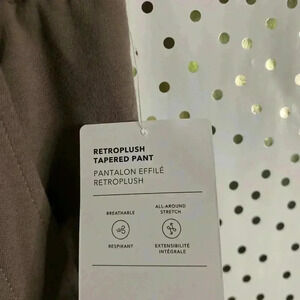 RETROPLUSH
TAPERED PANT
PANTALON EFFILÉ
RETROPLUSH
BREATHABLE
RESPIRANT
ALL-AROUND
STRETCH
EXTENSIBILITÉ
INTÉGRALE